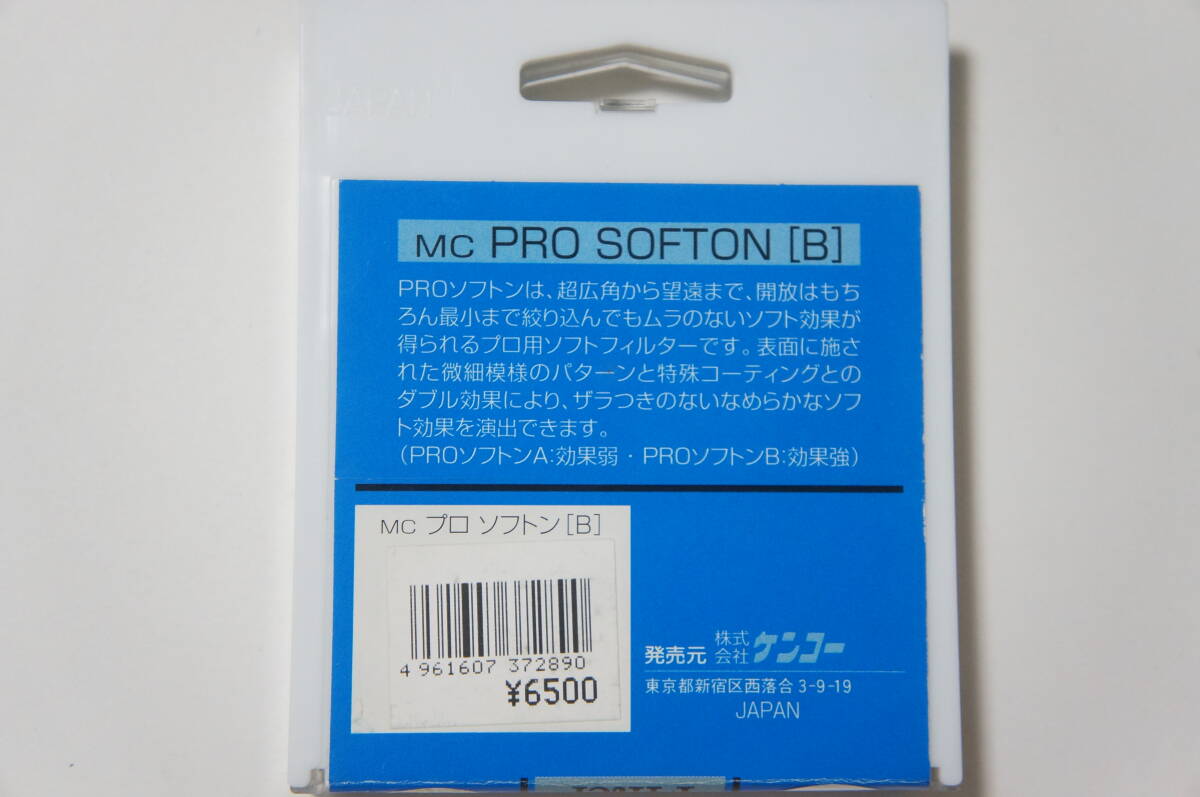 JAPAN
MC PRO SOFTON [B]
PROソフトンは、超広角から望遠まで、開放はもち
ろん最小まで絞り込んでもムラのないソフト効果が
得られるプロ用ソフトフィルターです。表面に施さ
れた微細模様のパターンと特殊コーティングとの
ダブル効果により、ザラつきのないなめらかなソフ
ト効果を演出できます。
(PROソフトンA:効果弱・PROソフトンB:効果強)
MC プロ ソフトン[B]
4 961607 372890
¥6500
発売元 株式会社 ケンコー
東京都新宿区西落合3-9-19
JAPAN